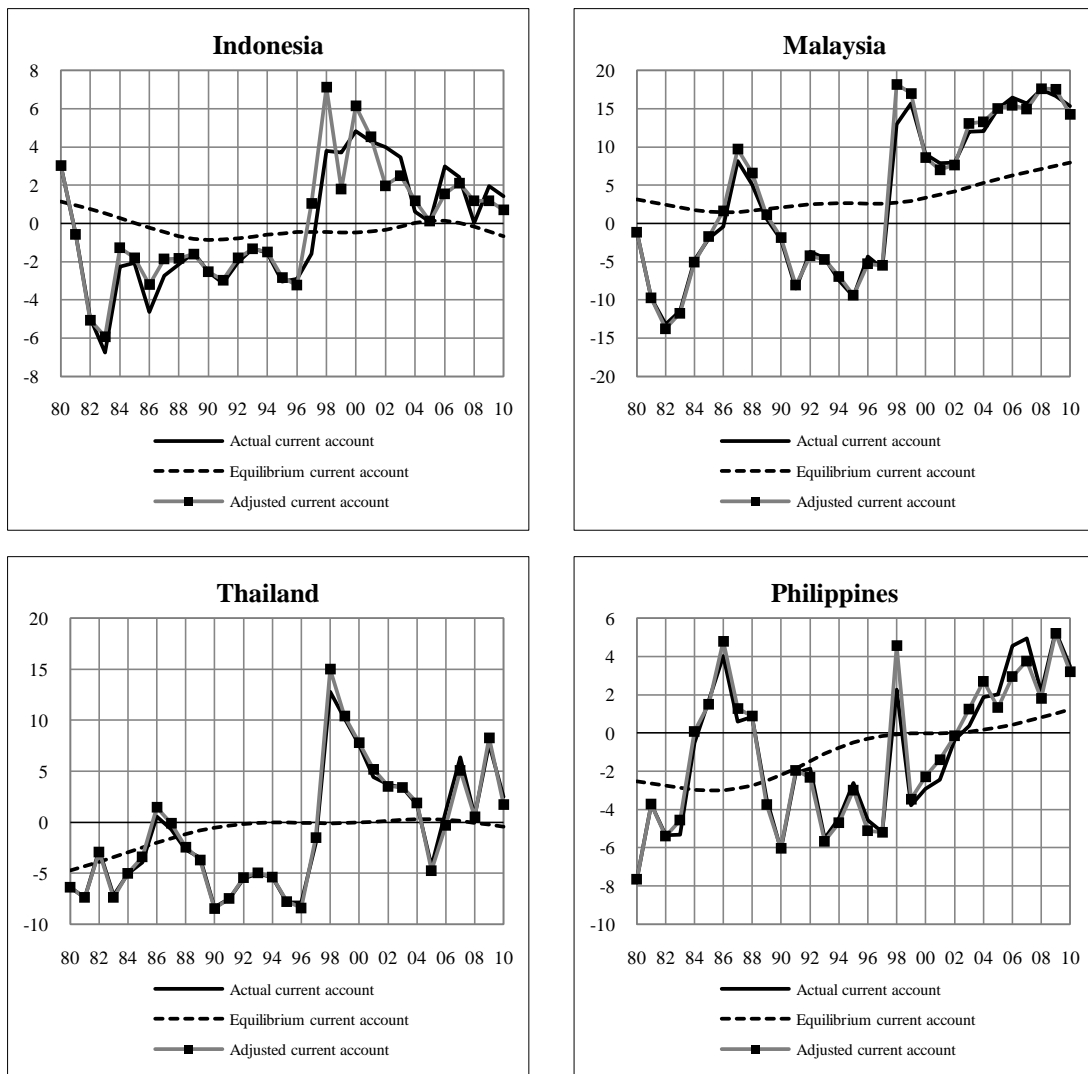 Indonesia
8
6
4
2
0
-2
-4
-6
-8
80 82 84 86 88 90 92 94 96 98 00 02 04 06 08 10
Actual current account
Equilibrium current account
Adjusted current account
Malaysia
20
15
10
5
0
-5
-10
-15
-20
80 82 84 86 88 90 92 94 96 98 00 02 04 06 08 10
Actual current account
Equilibrium current account
Adjusted current account
Thailand
20
15
10
5
0
-5
-10
80 82 84 86 88 90 92 94 96 98 00 02 04 06 08 10
Actual current account
Equilibrium current account
Adjusted current account
Philippines
6
4
2
0
-2
-4
-6
-8
-10
80 82 84 86 88 90 92 94 96 98 00 02 04 06 08 10
Actual current account
Equilibrium current account
Adjusted current account